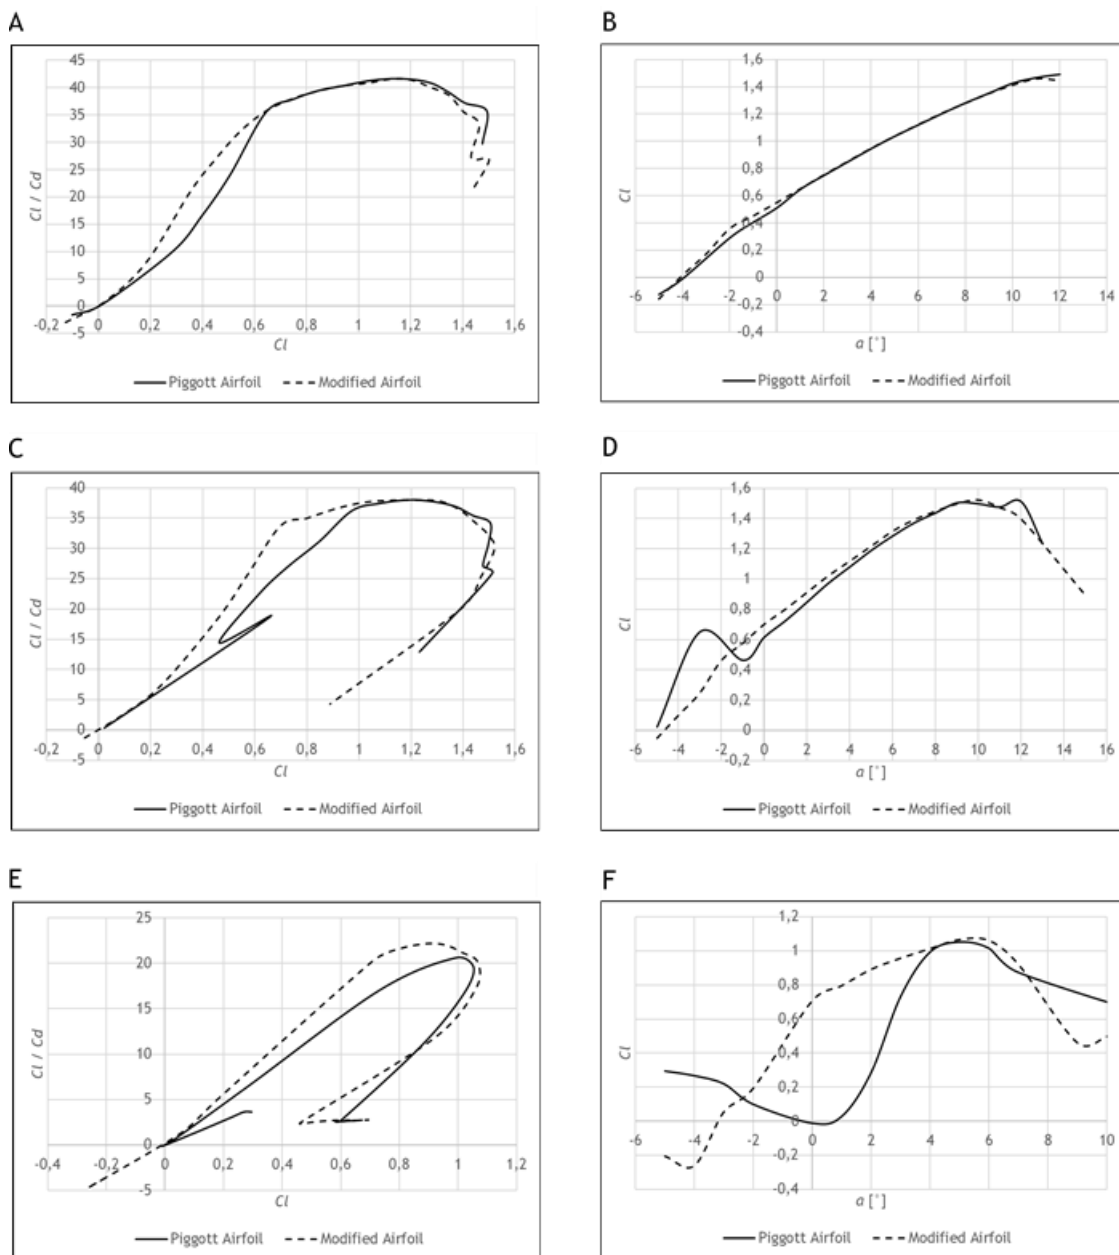 A
45
40
35
30
25
20
15
10
5
0
-5
Cl / Cd
-0,2 0 0,2 0,4 0,6 0,8 1 1,2 1,4 1,6
Cl
Piggott Airfoil Modified Airfoil
B
1,6
1,4
1,2
1
0,8
0,6
0,4
0,2
0
-0,2
-0,4
Cl
-6 -4 -2 0 2 4 6 8 10 12 14
a [˚]
Piggott Airfoil Modified Airfoil
C
40
35
30
25
20
15
10
5
0
-5
Cl / Cd
-0,2 0 0,2 0,4 0,6 0,8 1 1,2 1,4 1,6
Cl
Piggott Airfoil Modified Airfoil
D
1,6
1,4
1,2
1
0,8
0,6
0,4
0,2
0
-0,2
Cl
-6 -4 -2 0 2 4 6 8 10 12 14 16
a [˚]
Piggott Airfoil Modified Airfoil
E
25
20
15
10
5
0
-5
Cl / Cd
-0,4 -0,2 0 0,2 0,4 0,6 0,8 1 1,2
Cl
Piggott Airfoil Modified Airfoil
F
1,2
1
0,8
0,6
0,4
0,2
0
-0,2
-0,4
Cl
-6 -4 -2 0 2 4 6 8 10
a [˚]
Piggott Airfoil Modified Airfoil